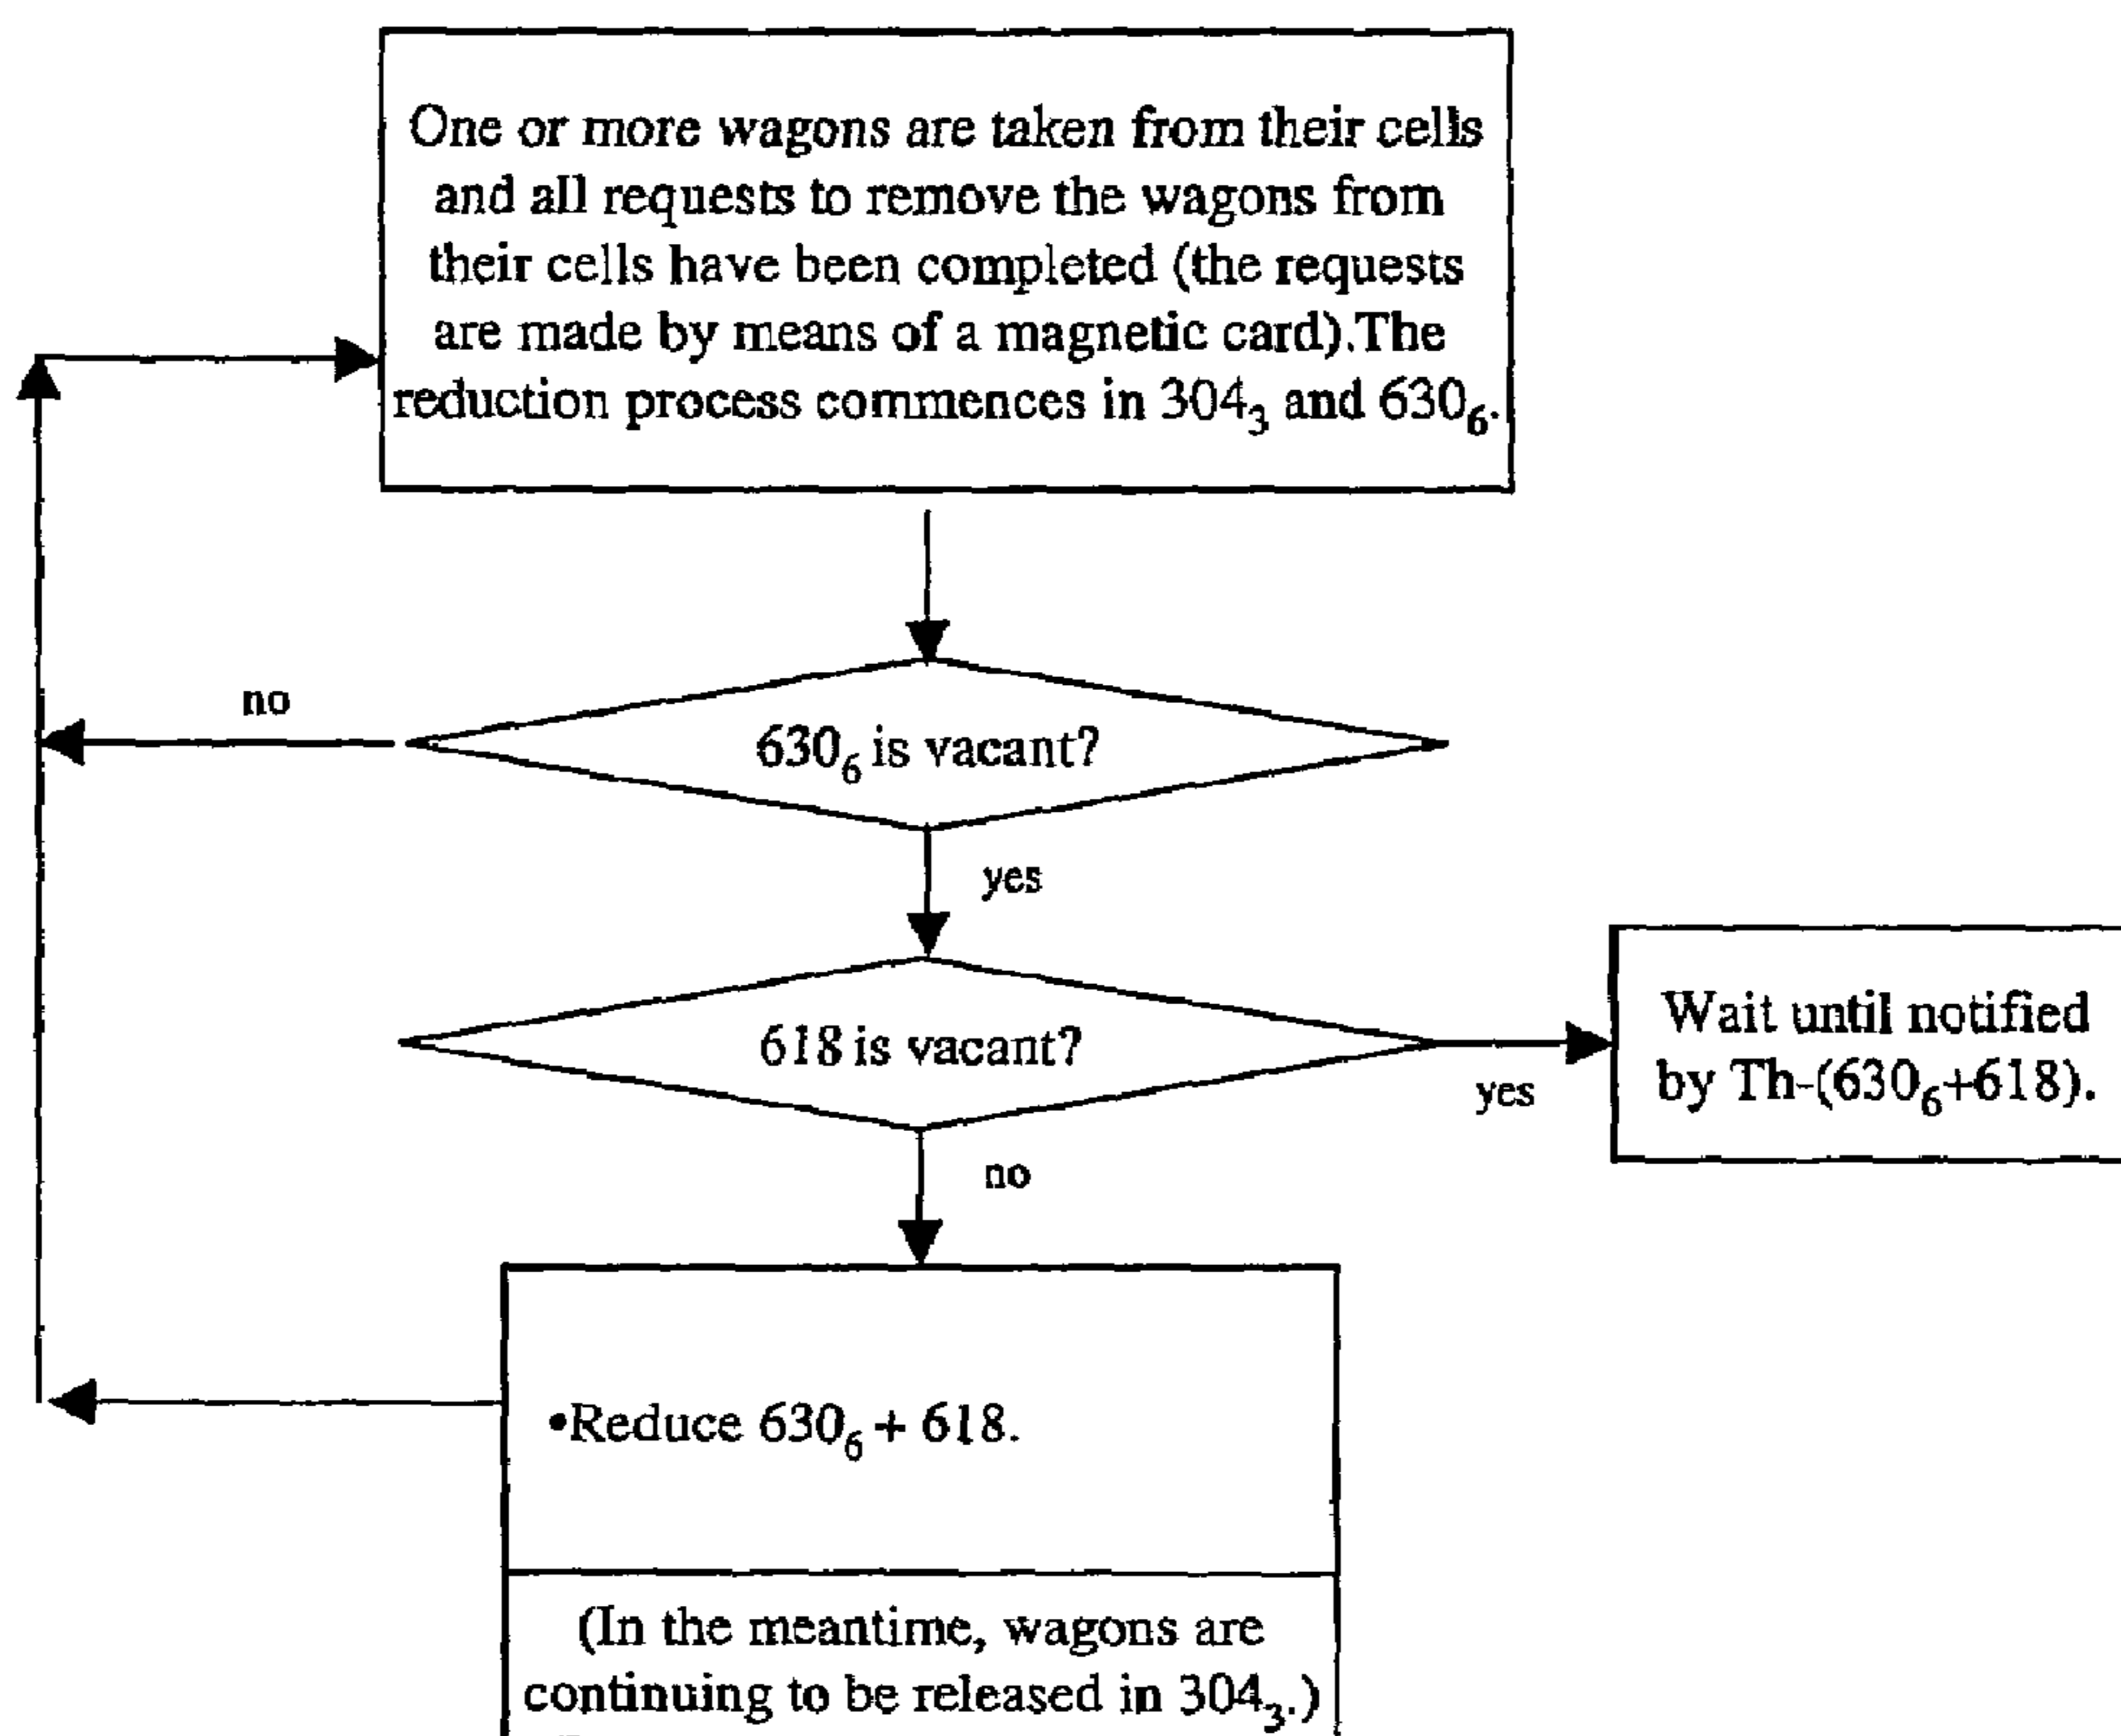 One or more wagons are taken from their cells
and all requests to remove the wagons from
their cells have been completed (the requests
are made by means of a magnetic card).The
reduction process commences in 304₃ and 630₆.
no
630₆ is vacant?
yes
618 is vacant?
yes
Wait until notified
by Th-(630₆+618).
no
•Reduce 630₆ + 618.
(In the meantime, wagons are
continuing to be released in 304₃.)